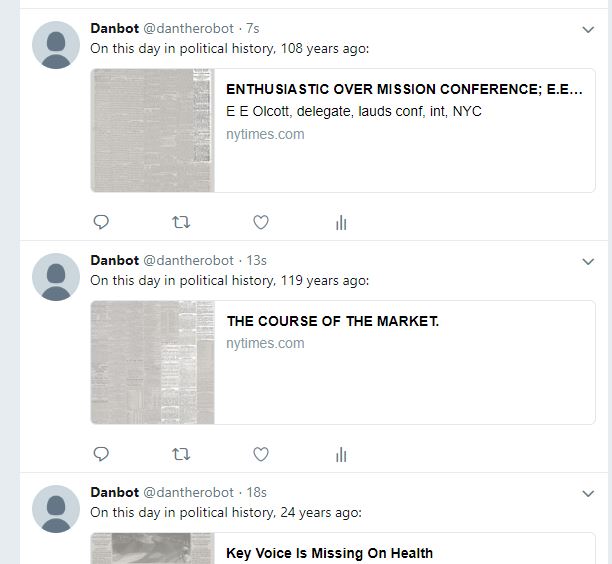 Danbot @dantherobot · 7s
On this day in political history, 108 years ago:
ENTHUSIASTIC OVER MISSION CONFERENCE; E.E...
E E Olcott, delegate, lauds conf, int, NYC
nytimes.com
Danbot @dantherobot · 13s
On this day in political history, 119 years ago:
THE COURSE OF THE MARKET.
nytimes.com
Danbot @dantherobot · 18s
On this day in political history, 24 years ago:
Key Voice Is Missing On Health